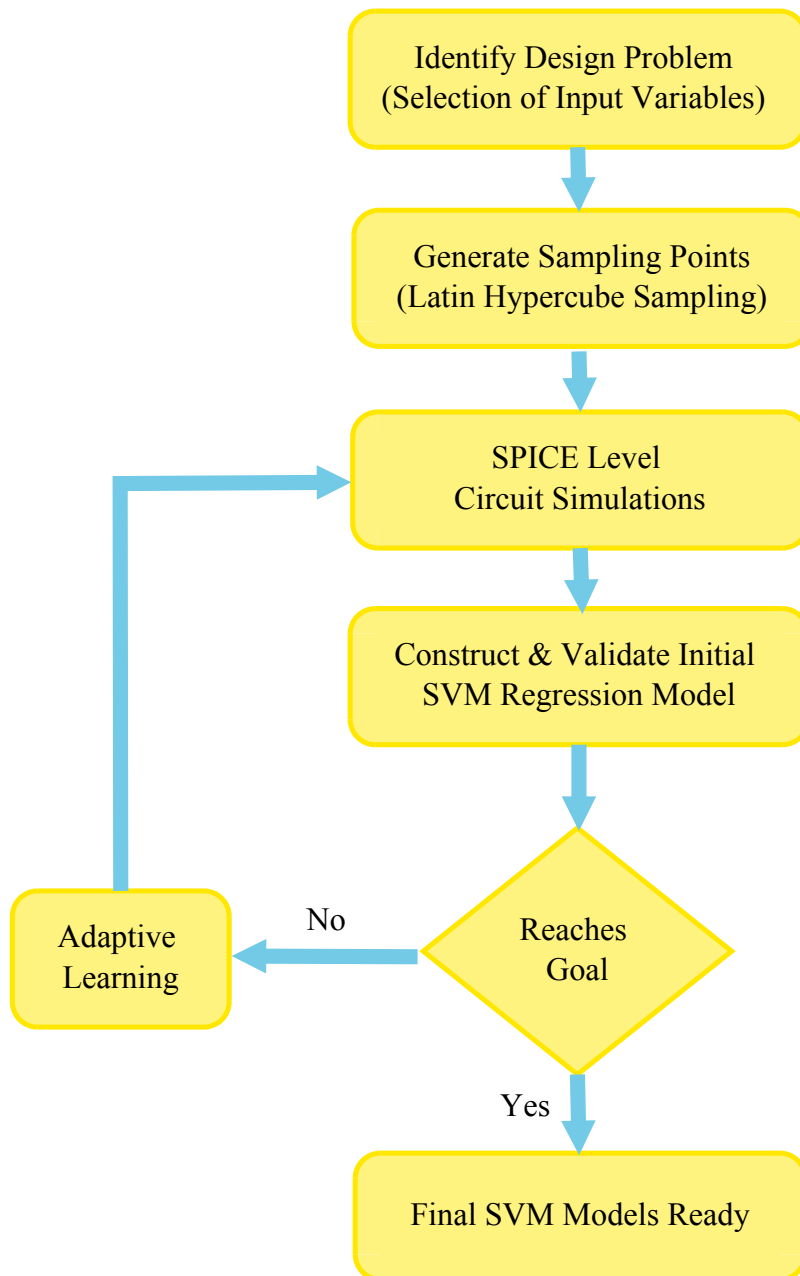 Identify Design Problem
(Selection of Input Variables)
Generate Sampling Points
(Latin Hypercube Sampling)
SPICE Level
Circuit Simulations
Construct & Validate Initial
SVM Regression Model
Reaches
Goal
No
Adaptive
Learning
Yes
Final SVM Models Ready